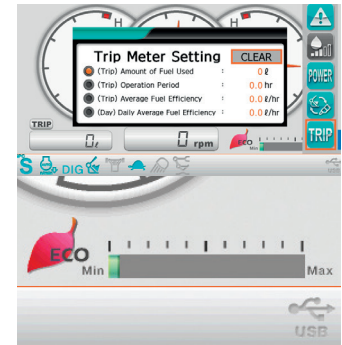 H H
Trip Meter Setting CLEAR
(Trip) Amount of Fuel Used : 0 ℓ
(Trip) Operation Period : 0.0 hr
(Trip) Average Fuel Efficiency : 0.0 ℓ/hr
(Day) Daily Average Fuel Efficiency : 0.0 ℓ/hr
POWER
TRIP
0 ℓ 0 rpm ECO Min TRIP
S DIG USB
ECO
Min Max
USB